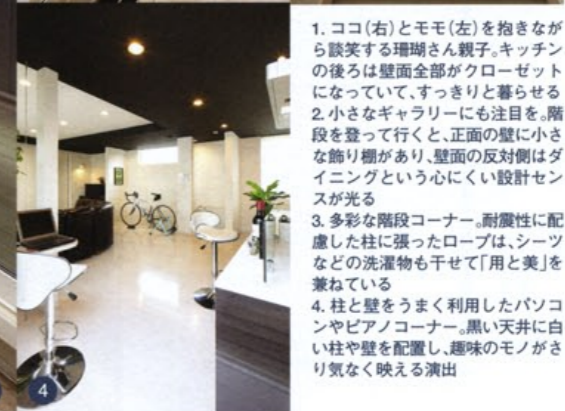 1. ココ(右)とモモ(左)を抱きなが
ら談笑する珊瑚さん親子。キッチン
の後ろは壁面全部がクローゼット
になっていて、すっきりと暮らせる
2. 小さなギャラリーにも注目を。階
段を登って行くと、正面の壁に小さ
な飾り棚があり、壁面の反対側はダ
イニングという心にくい設計セン
スが光る
3. 多彩な階段コーナー。耐震性に配
慮した柱に張ったロープは、シーツ
などの洗濯物も干せて「用と美」を
兼ねている
4. 柱と壁をうまく利用したパソコ
ンやピアノコーナー。黒い天井に白
い柱や壁を配置し、趣味のモノがさ
り気なく映える演出
4